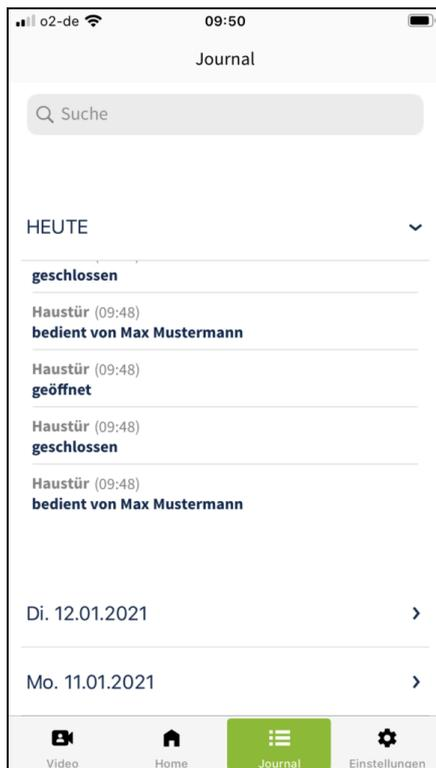 o2-de 09:50
Journal
Suche
HEUTE
geschlossen
Haustür (09:48)
bedient von Max Mustermann
Haustür (09:48)
geöffnet
Haustür (09:48)
geschlossen
Haustür (09:48)
bedient von Max Mustermann
Di. 12.01.2021
Mo. 11.01.2021
Video Home Journal Einstellungen